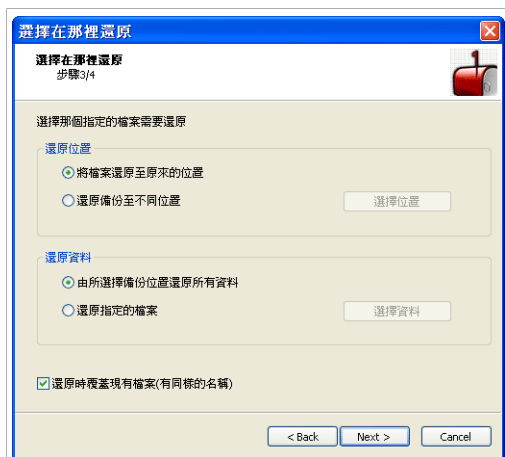 選擇在那裡還原
選擇在那裡還原
步驟3/4
選擇那個指定的檔案需要還原
還原位置
將檔案還原至原來的位置
還原備份至不同位置
選擇位置
還原資料
由所選擇備份位置還原所有資料
還原指定的檔案
選擇資料
還原時覆蓋現有檔案(有同樣的名稱)
< Back
Next >
Cancel